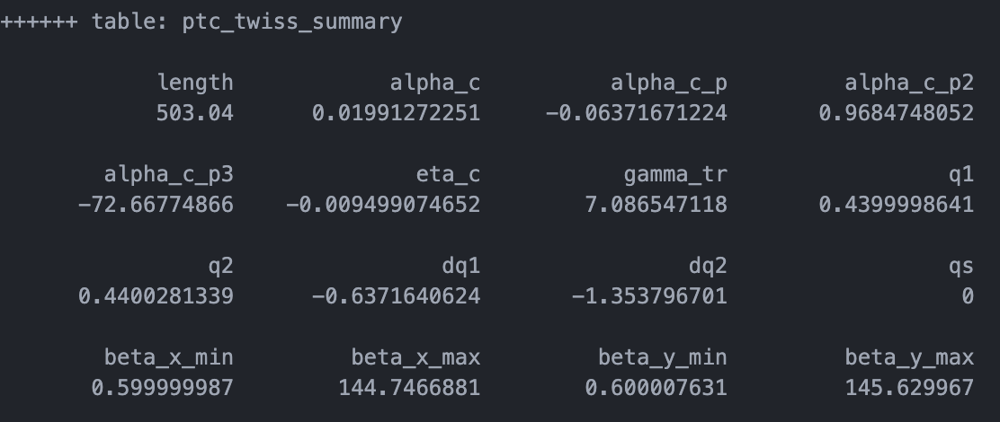 ++++++ table: ptc_twiss_summary
length alpha_c alpha_c_p alpha_c_p2
503.04 0.01991272251 -0.06371671224 0.9684748052
alpha_c_p3 eta_c gamma_tr q1
-72.66774866 -0.009499074652 7.086547118 0.4399998641
q2 dq1 dq2 qs
0.4400281339 -0.6371640624 -1.353796701 0
beta_x_min beta_x_max beta_y_min beta_y_max
0.599999987 144.7466881 0.600007631 145.629967